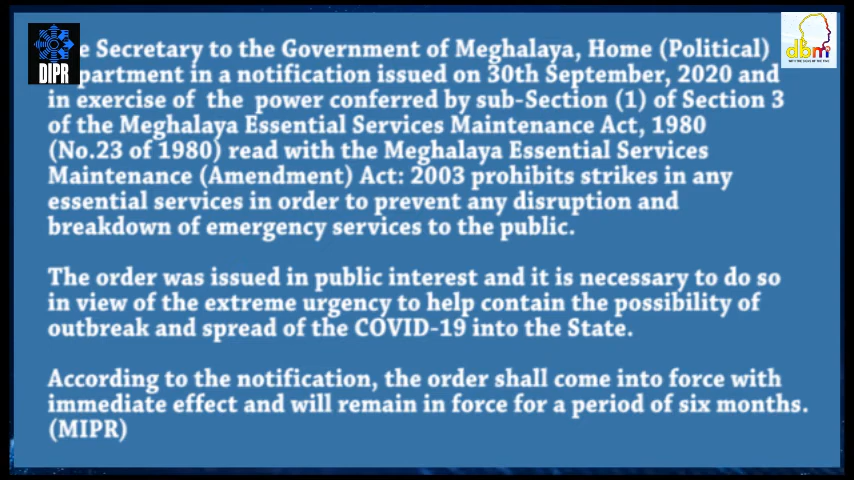 e Secretary to the Government of Meghalaya, Home (Political)
partment in a notification issued on 30th September, 2020 and
in exercise of the power conferred by sub-Section (1) of Section 3
of the Meghalaya Essential Services Maintenance Act, 1980
(No.23 of 1980) read with the Meghalaya Essential Services
Maintenance (Amendment) Act: 2003 prohibits strikes in any
essential services in order to prevent any disruption and
breakdown of emergency services to the public.
The order was issued in public interest and it is necessary to do so
in view of the extreme urgency to help contain the possibility of
outbreak and spread of the COVID-19 into the State.
According to the notification, the order shall come into force with
immediate effect and will remain in force for a period of six months.
(MIPR)
DIPR
dbm